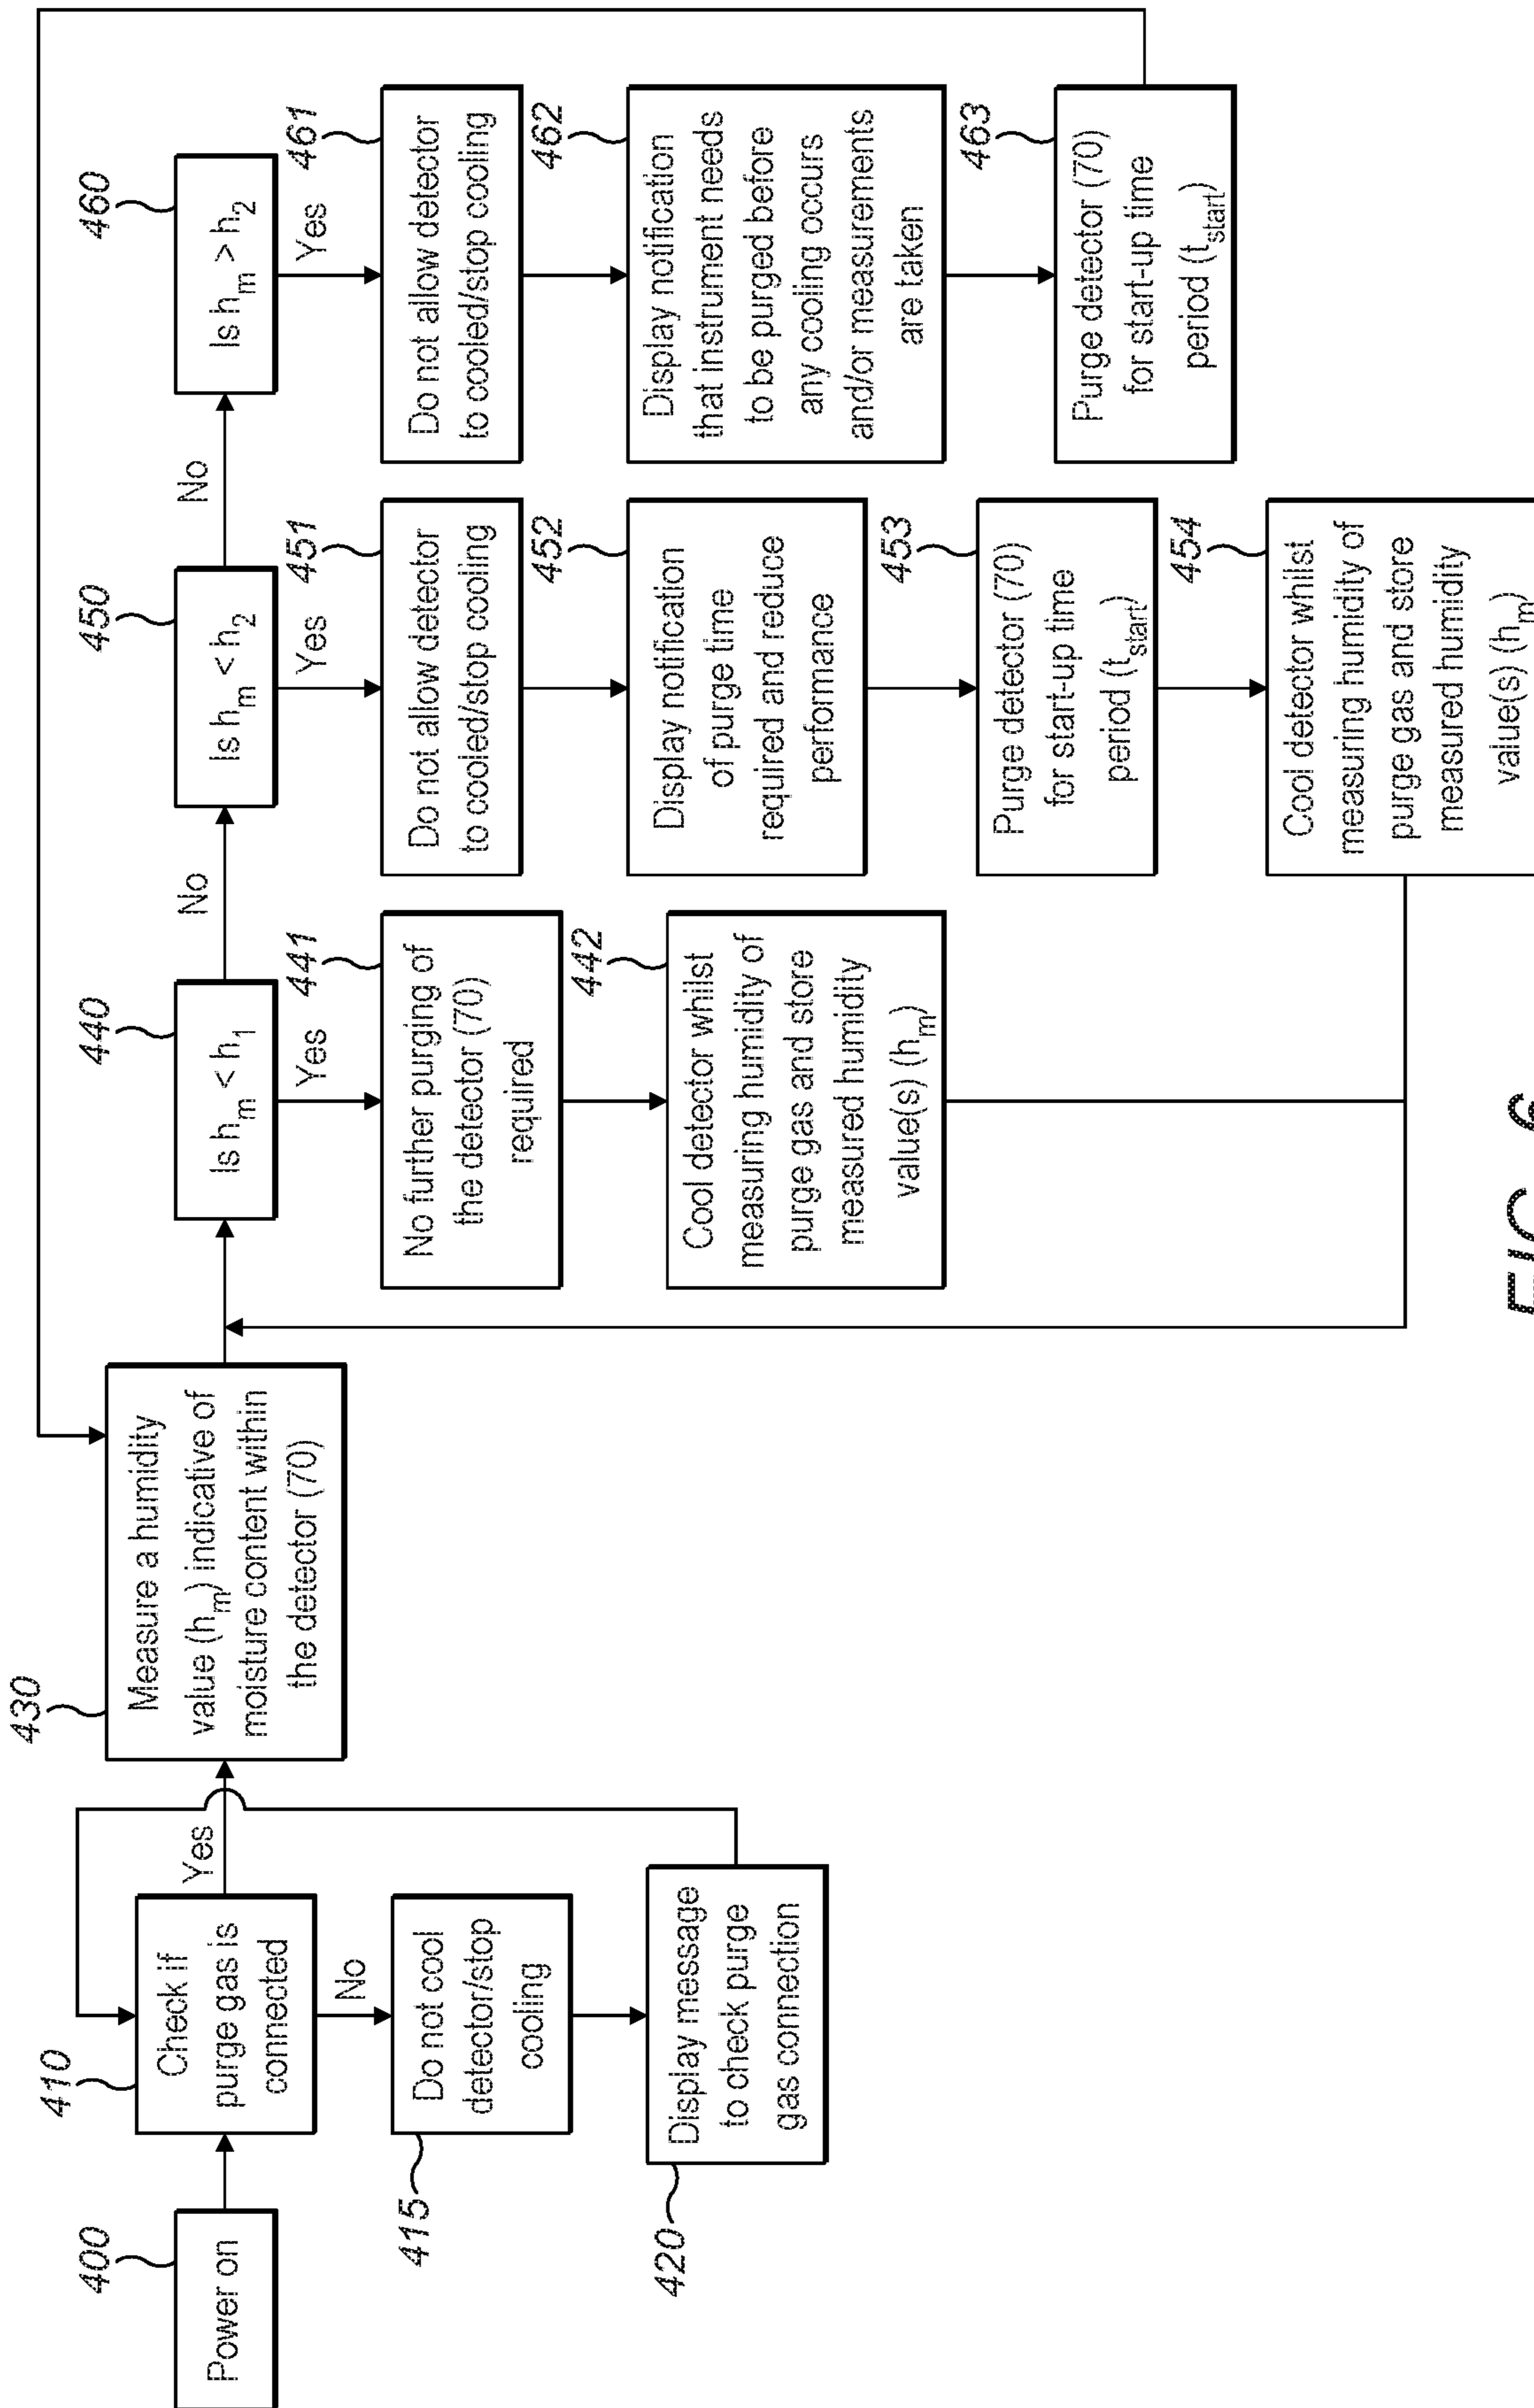 400
Power on
410
Check if
purge gas is
connected
Yes
No
415
Do not cool
detector/stop
cooling
420
Display message
to check purge
gas connection
430
Measure a humidity
value (hₘ) indicative of
moisture content within
the detector (70)
440
Is hₘ < h₁
No
Yes
441
No further purging of
the detector (70)
required
442
Cool detector whilst
measuring humidity of
purge gas and store
measured humidity
value(s) (hₘ)
450
Is hₘ < h₂
No
Yes
451
Do not allow detector
to cooled/stop cooling
452
Display notification
of purge time
required and reduce
performance
453
Purge detector (70)
for start-up time
period (t_start)
454
Cool detector whilst
measuring humidity of
purge gas and store
measured humidity
value(s) (hₘ)
460
Is hₘ > h₂
Yes
461
Do not allow detector
to cooled/stop cooling
462
Display notification
that instrument needs
to be purged before
any cooling occurs
and/or measurements
are taken
463
Purge detector (70)
for start-up time
period (t_start)